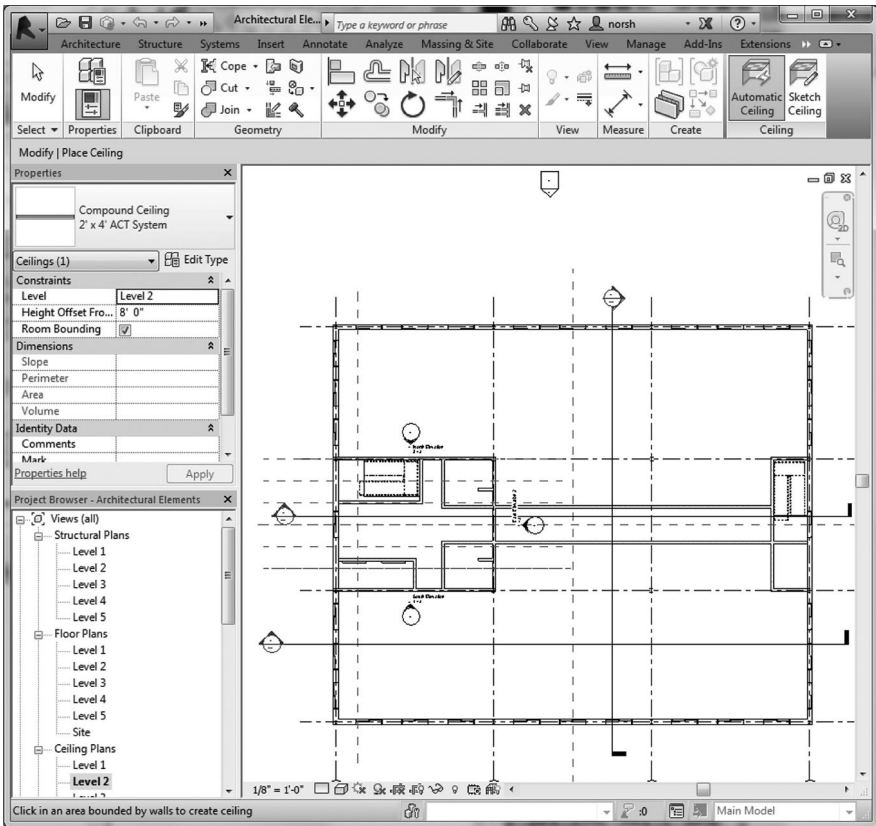 Architectural Ele...
Type a keyword or phrase
norsh
Architecture Structure Systems Insert Annotate Analyze Massing & Site Collaborate View Manage Add-Ins Extensions
Modify
Properties
Paste
Cope
Cut
Join
Automatic Ceiling
Sketch Ceiling
Select Properties Clipboard Geometry Modify View Measure Create Ceiling
Modify | Place Ceiling
Properties
Compound Ceiling
2' x 4' ACT System
Ceilings (1) Edit Type
Constraints
Level Level 2
Height Offset Fro... 8' 0"
Room Bounding
Dimensions
Slope
Perimeter
Area
Volume
Identity Data
Comments
Mark
Properties help Apply
Project Browser - Architectural Elements
Views (all)
Structural Plans
Level 1
Level 2
Level 3
Level 4
Level 5
Floor Plans
Level 1
Level 2
Level 3
Level 4
Level 5
Site
Ceiling Plans
Level 1
Level 2
2D
1/8" = 1'-0"
Click in an area bounded by walls to create ceiling
:0
Main Model